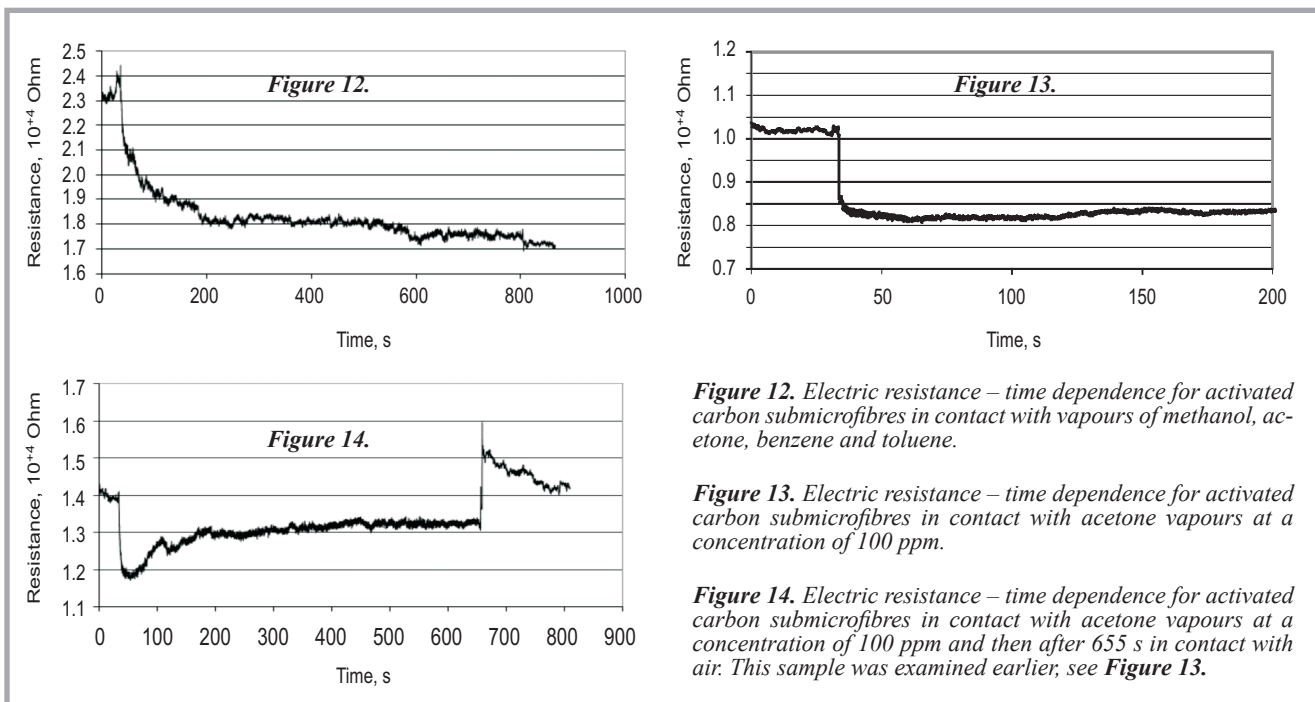 Figure 12.
Resistance, 10+4 Ohm
2.5
2.4
2.3
2.2
2.1
2.0
1.9
1.8
1.7
1.6
0 200 400 600 800 1000
Time, s
Figure 13.
Resistance, 10+4 Ohm
1.2
1.1
1.0
0.9
0.8
0.7
0 50 100 150 200
Time, s
Figure 14.
Resistance, 10+4 Ohm
1.7
1.6
1.5
1.4
1.3
1.2
1.1
0 100 200 300 400 500 600 700 800 900
Time, s
Figure 12. Electric resistance – time dependence for activated
carbon submicrofibres in contact with vapours of methanol, ac-
etone, benzene and toluene.
Figure 13. Electric resistance – time dependence for activated
carbon submicrofibres in contact with acetone vapours at a
concentration of 100 ppm.
Figure 14. Electric resistance – time dependence for activated
carbon submicrofibres in contact with acetone vapours at a
concentration of 100 ppm and then after 655 s in contact with
air. This sample was examined earlier, see Figure 13.